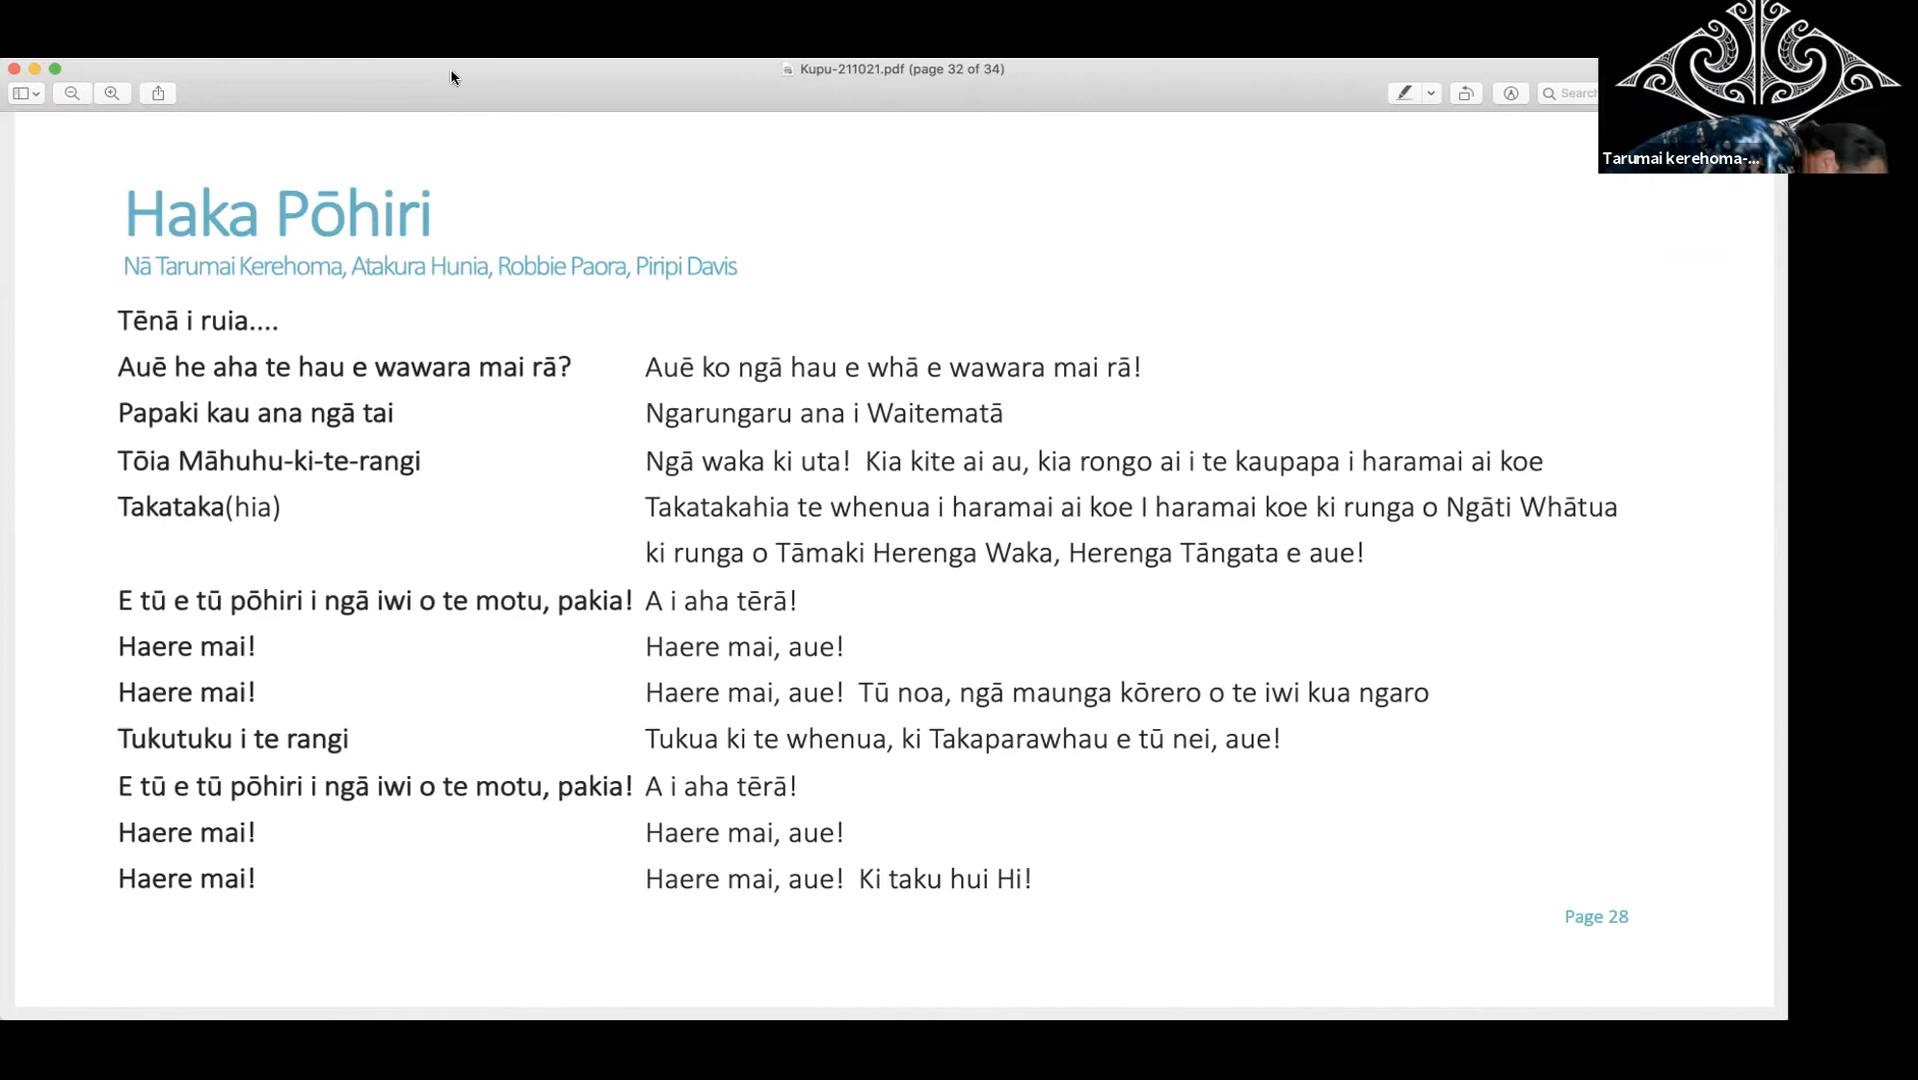 Kupu-211021.pdf (page 32 of 34)
Search
Tarumai kerehoma-...
Haka Pōhiri
Nā Tarumai Kerehoma, Atakura Hunia, Robbie Paora, Piripi Davis
Tēnā i ruia....
Auē he aha te hau e wawara mai rā? Auē ko ngā hau e whā e wawara mai rā!
Papaki kau ana ngā tai Ngarungaru ana i Waitematā
Tōia Māhuhu-ki-te-rangi Ngā waka ki uta! Kia kite ai au, kia rongo ai i te kaupapa i haramai ai koe
Takataka(hia) Takatakahia te whenua i haramai ai koe I haramai koe ki runga o Ngāti Whātua
ki runga o Tāmaki Herenga Waka, Herenga Tāngata e aue!
E tū e tū pōhiri i ngā iwi o te motu, pakia! A i aha tērā!
Haere mai! Haere mai, aue!
Haere mai! Haere mai, aue! Tū noa, ngā maunga kōrero o te iwi kua ngaro
Tukutuku i te rangi Tukua ki te whenua, ki Takaparawhau e tū nei, aue!
E tū e tū pōhiri i ngā iwi o te motu, pakia! A i aha tērā!
Haere mai! Haere mai, aue!
Haere mai! Haere mai, aue! Ki taku hui Hi!
Page 28